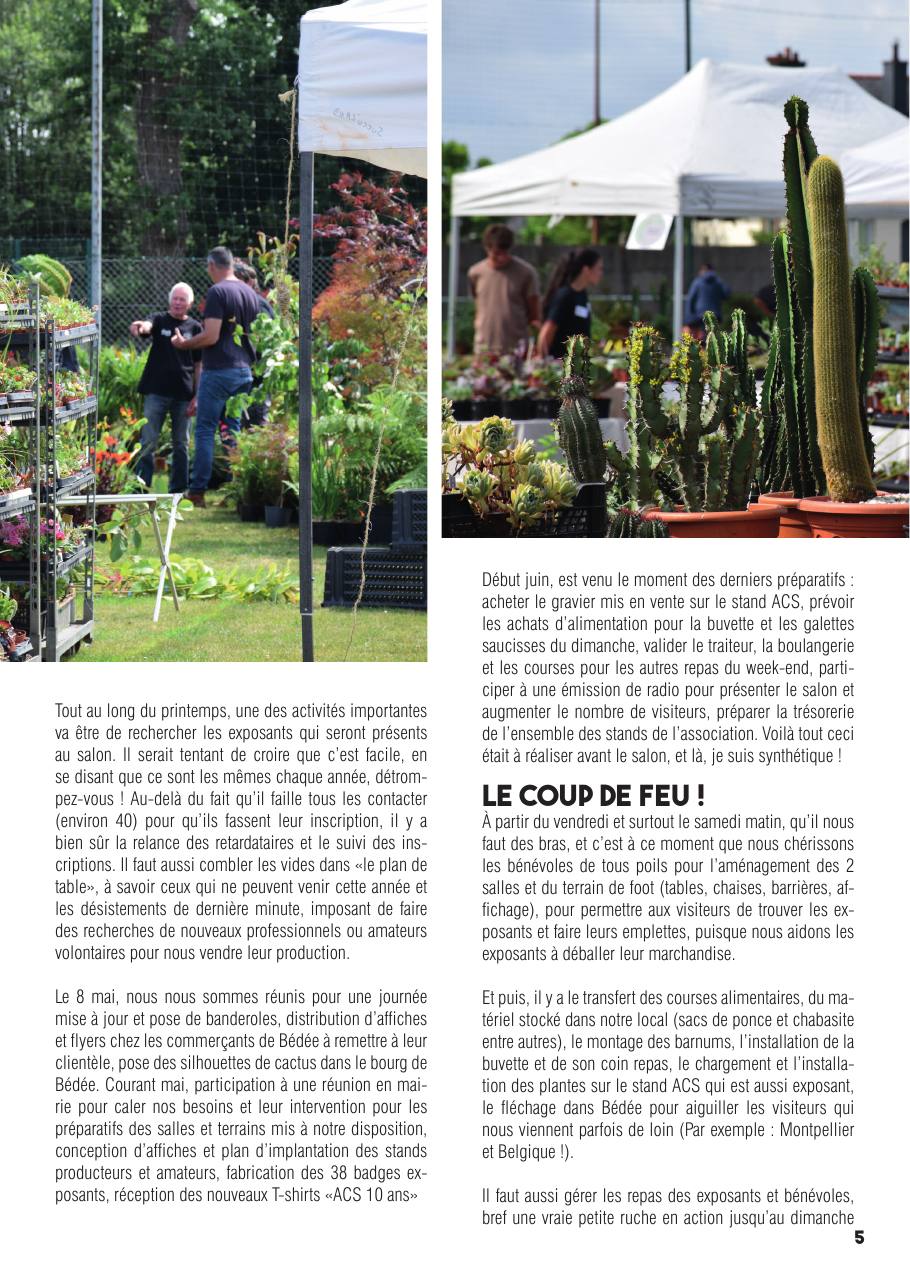 Succulents
Tout au long du printemps, une des activités importantes
va être de rechercher les exposants qui seront présents
au salon. Il serait tentant de croire que c’est facile, en
se disant que ce sont les mêmes chaque année, détrom-
pez-vous ! Au-delà du fait qu’il faille tous les contacter
(environ 40) pour qu’ils fassent leur inscription, il y a
bien sûr la relance des retardataires et le suivi des ins-
criptions. Il faut aussi combler les vides dans «le plan de
table», à savoir ceux qui ne peuvent venir cette année et
les désistements de dernière minute, imposant de faire
des recherches de nouveaux professionnels ou amateurs
volontaires pour nous vendre leur production.
Le 8 mai, nous nous sommes réunis pour une journée
mise à jour et pose de banderoles, distribution d’affiches
et flyers chez les commerçants de Bédée à remettre à leur
clientèle, pose des silhouettes de cactus dans le bourg de
Bédée. Courant mai, participation à une réunion en mai-
rie pour caler nos besoins et leur intervention pour les
préparatifs des salles et terrains mis à notre disposition,
conception d’affiches et plan d’implantation des stands
producteurs et amateurs, fabrication des 38 badges ex-
posants, réception des nouveaux T-shirts «ACS 10 ans»
Début juin, est venu le moment des derniers préparatifs :
acheter le gravier mis en vente sur le stand ACS, prévoir
les achats d’alimentation pour la buvette et les galettes
saucisses du dimanche, valider le traiteur, la boulangerie
et les courses pour les autres repas du week-end, parti-
ciper à une émission de radio pour présenter le salon et
augmenter le nombre de visiteurs, préparer la trésorerie
de l’ensemble des stands de l’association. Voilà tout ceci
était à réaliser avant le salon, et là, je suis synthétique !
LE COUP DE FEU !
À partir du vendredi et surtout le samedi matin, qu’il nous
faut des bras, et c’est à ce moment que nous chérissons
les bénévoles de tous poils pour l’aménagement des 2
salles et du terrain de foot (tables, chaises, barrières, af-
fichage), pour permettre aux visiteurs de trouver les ex-
posants et faire leurs emplettes, puisque nous aidons les
exposants à déballer leur marchandise.
Et puis, il y a le transfert des courses alimentaires, du ma-
tériel stocké dans notre local (sacs de ponce et chabasite
entre autres), le montage des barnums, l’installation de la
buvette et de son coin repas, le chargement et l’installa-
tion des plantes sur le stand ACS qui est aussi exposant,
le fléchage dans Bédée pour aiguiller les visiteurs qui
nous viennent parfois de loin (Par exemple : Montpellier
et Belgique !).
Il faut aussi gérer les repas des exposants et bénévoles,
bref une vraie petite ruche en action jusqu’au dimanche
5